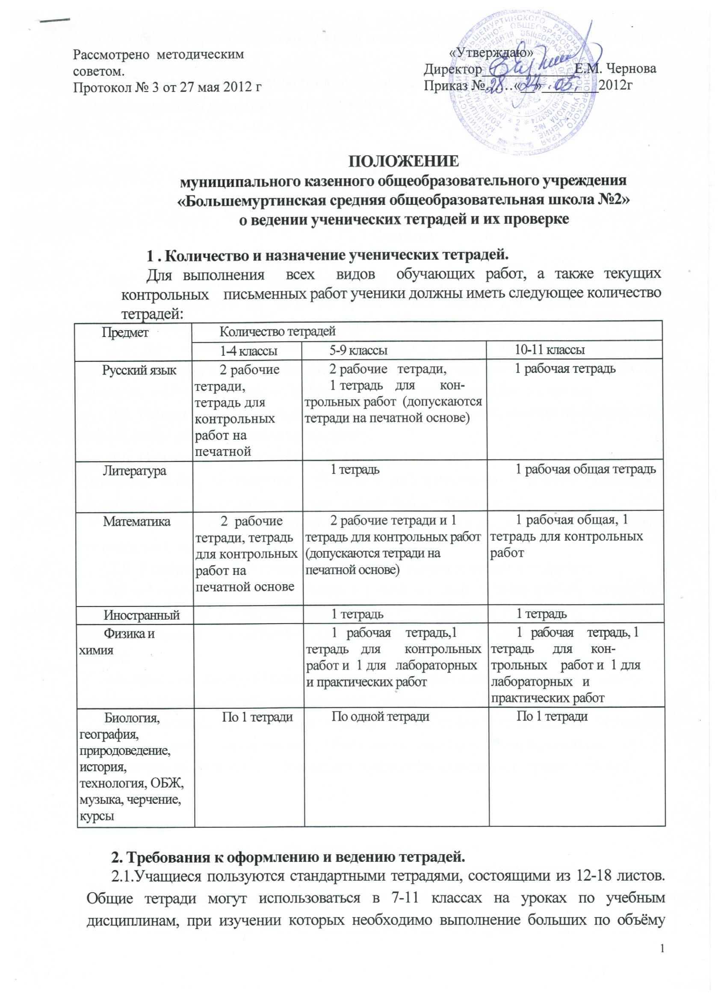 Рассмотрено методическим
советом.
Протокол № 3 от 27 мая 2012 г
«Утверждаю»
Директор____________Е.М. Чернова
Приказ № 28 «27» 05. 2012г
АДМИНИСТРАЦИЯ БОЛЬШЕМУРТИНСКОГО РАЙОНА КРАСНОЯРСКОГО КРАЯ
МУНИЦИПАЛЬНОЕ КАЗЕННОЕ ОБЩЕОБРАЗОВАТЕЛЬНОЕ УЧРЕЖДЕНИЕ
ПОЛОЖЕНИЕ
муниципального казенного общеобразовательного учреждения
«Большемуртинская средняя общеобразовательная школа №2»
о ведении ученических тетрадей и их проверке
1 . Количество и назначение ученических тетрадей.
Для выполнения всех видов обучающих работ, а также текущих
контрольных письменных работ ученики должны иметь следующее количество
тетрадей:
Предмет
Количество тетрадей
1-4 классы
5-9 классы
10-11 классы
Русский язык
2 рабочие
тетради,
тетрадь для
контрольных
работ на
печатной
2 рабочие тетради,
1 тетрадь для кон-
трольных работ (допускаются
тетради на печатной основе)
1 рабочая тетрадь
Литература
1 тетрадь
1 рабочая общая тетрадь
Математика
2 рабочие
тетради, тетрадь
для контрольных
работ на
печатной основе
2 рабочие тетради и 1
тетрадь для контрольных работ
(допускаются тетради на
печатной основе)
1 рабочая общая, 1
тетрадь для контрольных
работ
Иностранный
1 тетрадь
1 тетрадь
Физика и
химия
1 рабочая тетрадь,1
тетрадь для контрольных
работ и 1 для лабораторных
и практических работ
1 рабочая тетрадь, 1
тетрадь для кон-
трольных работ и 1 для
лабораторных и
практических работ
Биология,
география,
природоведение,
история,
технология, ОБЖ,
музыка, черчение,
курсы
По 1 тетради
По одной тетради
По 1 тетради
2. Требования к оформлению и ведению тетрадей.
2.1.Учащиеся пользуются стандартными тетрадями, состоящими из 12-18 листов.
Общие тетради могут использоваться в 7-11 классах на уроках по учебным
дисциплинам, при изучении которых необходимо выполнение больших по объёму
1